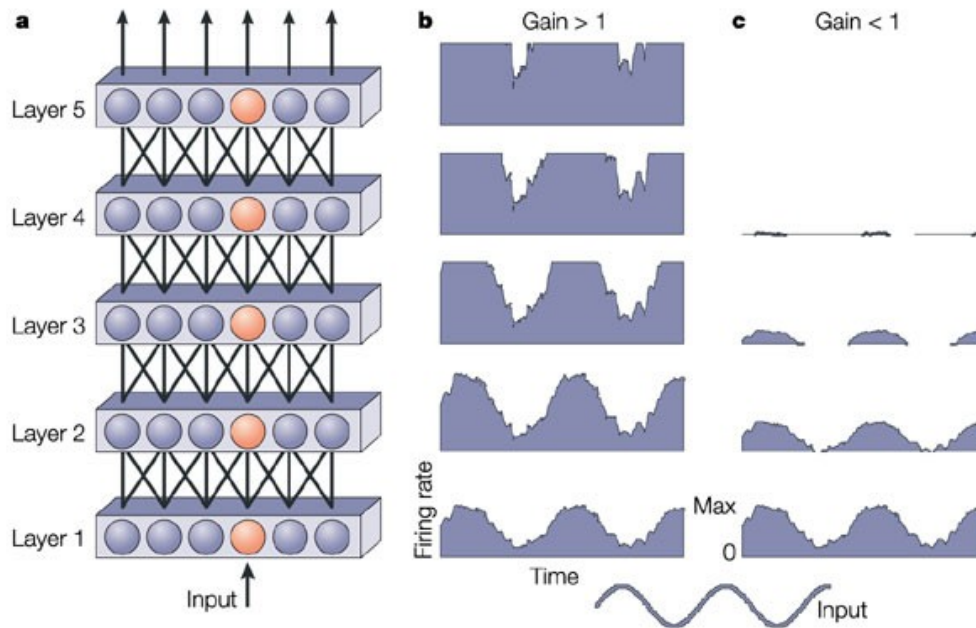 a
b
Gain > 1
c
Gain < 1
Layer 5
Layer 4
Layer 3
Layer 2
Layer 1
Input
Firing rate
Time
Max
0
Input